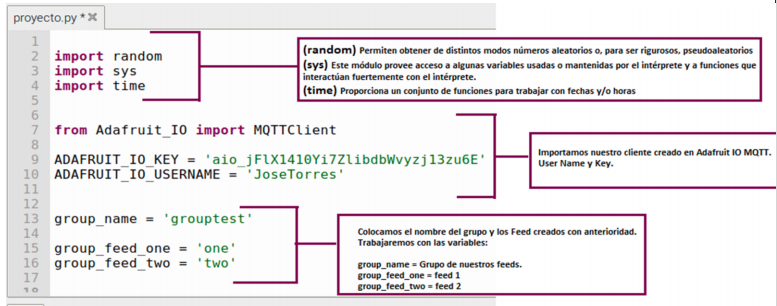 proyecto.py *
1
2 import random
3 import sys
4 import time
5
6
7 from Adafruit_IO import MQTTClient
8
9 ADAFRUIT_IO_KEY = 'aio_jFlX1410Yi7ZlibdbWvyzj13zu6E'
10 ADAFRUIT_IO_USERNAME = 'JoseTorres'
11
12
13 group_name = 'grouptest'
14
15 group_feed_one = 'one'
16 group_feed_two = 'two'
17
18
(random) Permiten obtener de distintos modos números aleatorios o, para ser rigurosos, pseudoaleatorios
(sys) Este módulo provee acceso a algunas variables usadas o mantenidas por el intérprete y a funciones que
interactúan fuertemente con el intérprete.
(time) Proporciona un conjunto de funciones para trabajar con fechas y/o horas
Importamos nuestro cliente creado en Adafruit IO MQTT.
User Name y Key.
Colocamos el nombre del grupo y los Feed creados con anterioridad.
Trabajaremos con las variables:
group_name = Grupo de nuestros feeds.
group_feed_one = feed 1
group_feed_two = feed 2